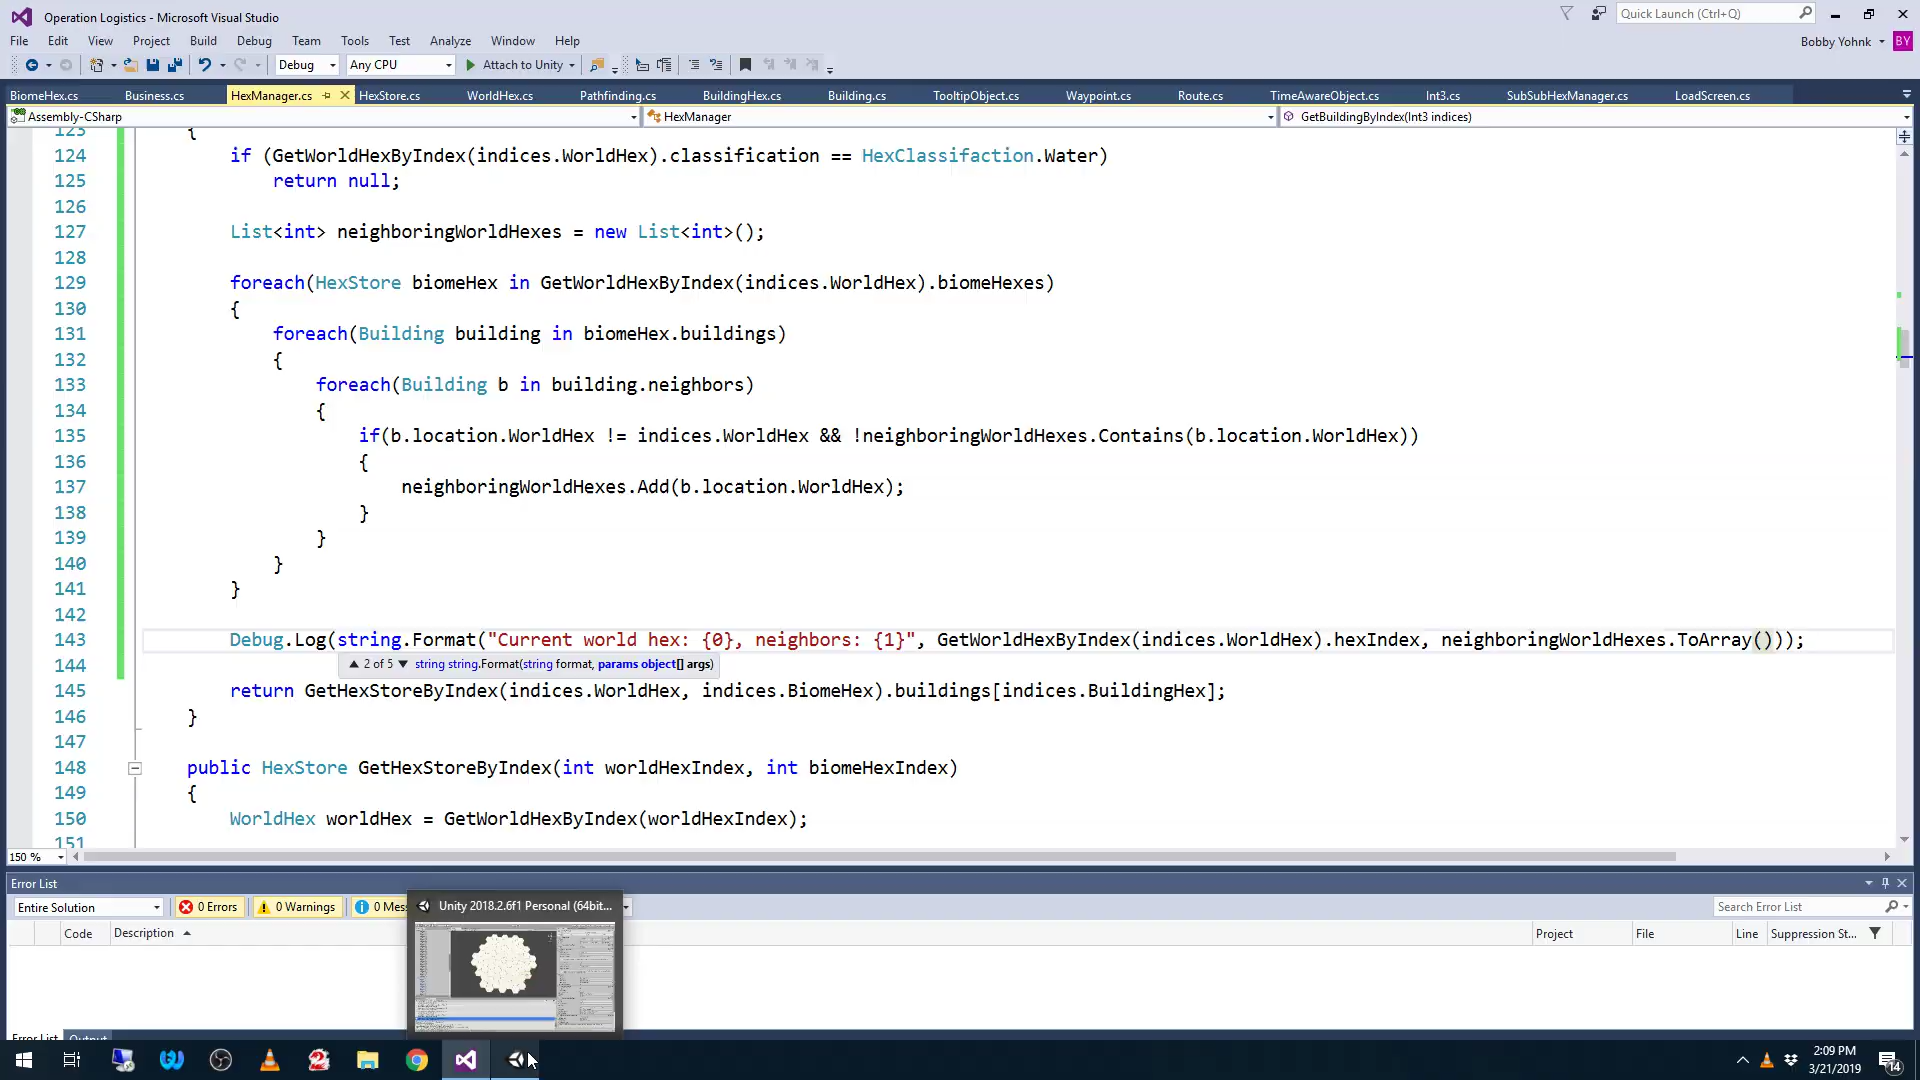 Operation Logistics - Microsoft Visual Studio
Quick Launch (Ctrl+Q)
File Edit View Project Build Debug Team Tools Test Analyze Window Help
Bobby Yohnk BY
Debug Any CPU Attach to Unity
BiomeHex.cs Business.cs HexManager.cs HexStore.cs WorldHex.cs Pathfinding.cs BuildingHex.cs Building.cs TooltipObject.cs Waypoint.cs Route.cs TimeAwareObject.cs Int3.cs SubSubHexManager.cs LoadScreen.cs
Assembly-CSharp HexManager GetBuildingByIndex(Int3 indices)
123 {
124 if (GetWorldHexByIndex(indices.WorldHex).classification == HexClassifaction.Water)
125 return null;
126
127 List<int> neighboringWorldHexes = new List<int>();
128
129 foreach(HexStore biomeHex in GetWorldHexByIndex(indices.WorldHex).biomeHexes)
130 {
131 foreach(Building building in biomeHex.buildings)
132 {
133 foreach(Building b in building.neighbors)
134 {
135 if(b.location.WorldHex != indices.WorldHex && !neighboringWorldHexes.Contains(b.location.WorldHex))
136 {
137 neighboringWorldHexes.Add(b.location.WorldHex);
138 }
139 }
140 }
141 }
142
143 Debug.Log(string.Format("Current world hex: {0}, neighbors: {1}", GetWorldHexByIndex(indices.WorldHex).hexIndex, neighboringWorldHexes.ToArray()));
144 ▲ 2 of 5 ▼ string string.Format(string format, params object[] args)
145 return GetHexStoreByIndex(indices.WorldHex, indices.BiomeHex).buildings[indices.BuildingHex];
146 }
147
148 public HexStore GetHexStoreByIndex(int worldHexIndex, int biomeHexIndex)
149 {
150 WorldHex worldHex = GetWorldHexByIndex(worldHexIndex);
151
150 %
Error List
Entire Solution 0 Errors 0 Warnings 0 Mes
Unity 2018.2.6f1 Personal (64bit...
Search Error List
Code Description Project File Line Suppression St...
Error List Output
2:09 PM
3/21/2019
14